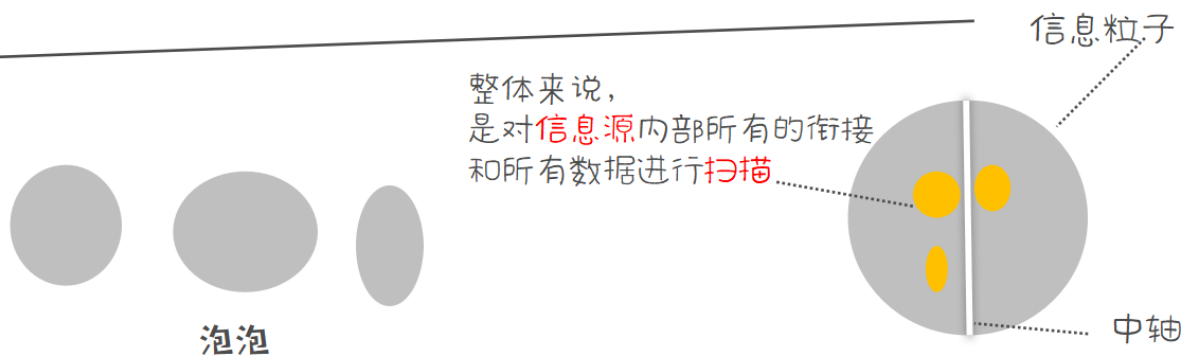 信息粒子
整体来说，
是对信息源内部所有的衔接
和所有数据进行扫描
中轴
泡泡